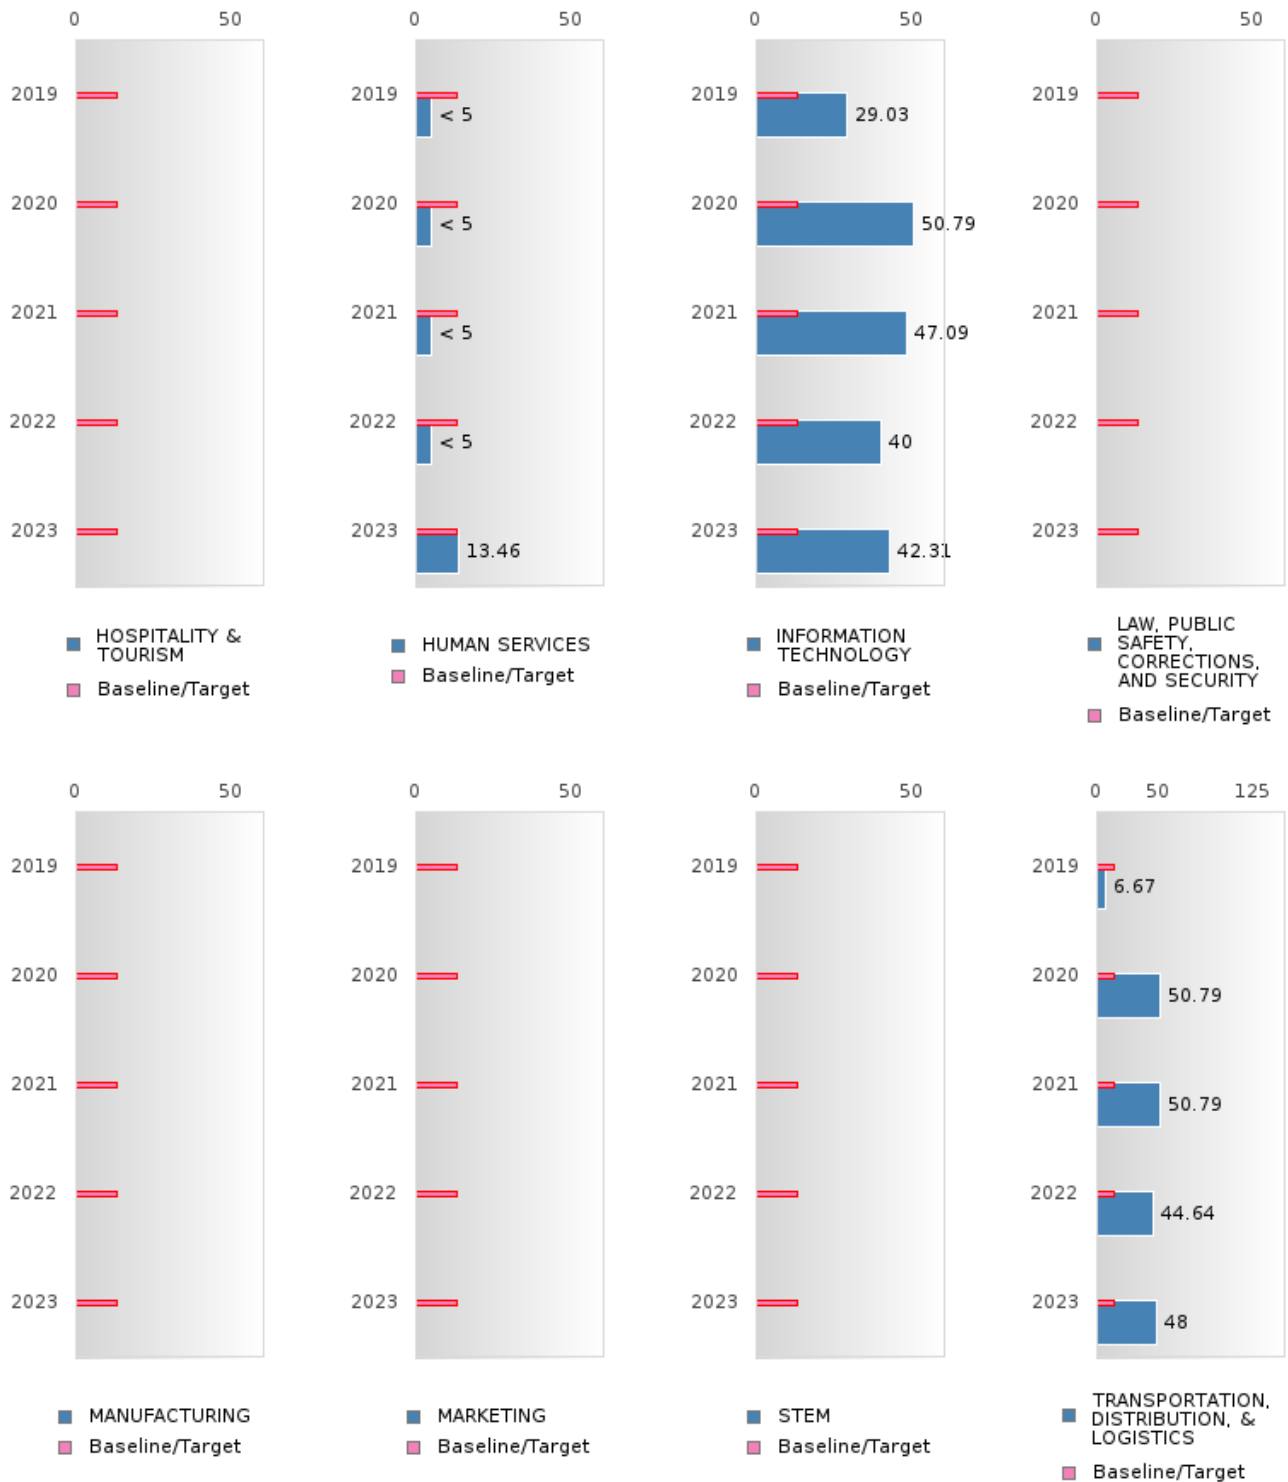 0 50
0 50
0 50
0 50
2019
2019
< 5
2019
29.03
2019
2020
2020
< 5
2020
50.79
2020
2021
2021
< 5
2021
47.09
2021
2022
2022
< 5
2022
40
2022
2023
2023
13.46
2023
42.31
2023
HOSPITALITY &
TOURISM
Baseline/Target
HUMAN SERVICES
Baseline/Target
INFORMATION
TECHNOLOGY
Baseline/Target
LAW, PUBLIC
SAFETY,
CORRECTIONS,
AND SECURITY
Baseline/Target
0 50
0 50
0 50
0 50 125
2019
2019
2019
2019
6.67
2020
2020
2020
2020
50.79
2021
2021
2021
2021
50.79
2022
2022
2022
2022
44.64
2023
2023
2023
2023
48
MANUFACTURING
Baseline/Target
MARKETING
Baseline/Target
STEM
Baseline/Target
TRANSPORTATION,
DISTRIBUTION, &
LOGISTICS
Baseline/Target